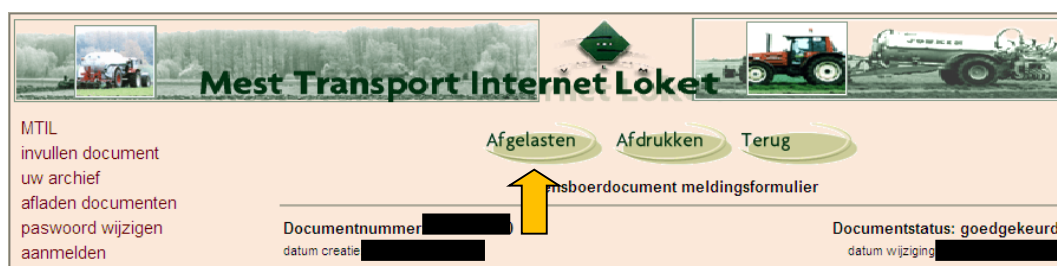 Mest Transport Internet Loket
MTIL
invullen document
uw archief
afladen documenten
paswoord wijzigen
aanmelden
Afgelasten Afdrukken Terug
ensboerdocument meldingsformulier
Documentnummer Documentstatus: goedgekeurd
datum creatie datum wijziging